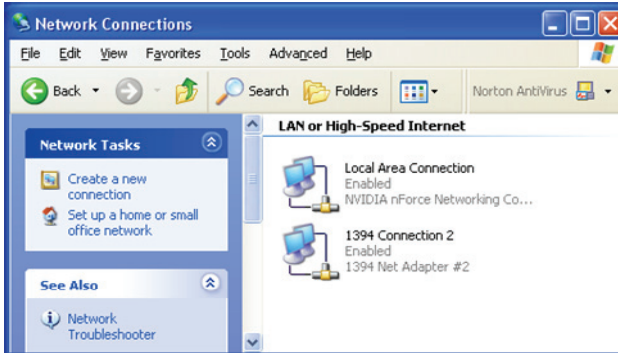 Network Connections
File Edit View Favorites Tools Advanced Help
Back Search Folders Norton AntiVirus
Network Tasks
Create a new
connection
Set up a home or small
office network
See Also
Network
Troubleshooter
LAN or High-Speed Internet
Local Area Connection
Enabled
NVIDIA nForce Networking Co...
1394 Connection 2
Enabled
1394 Net Adapter #2